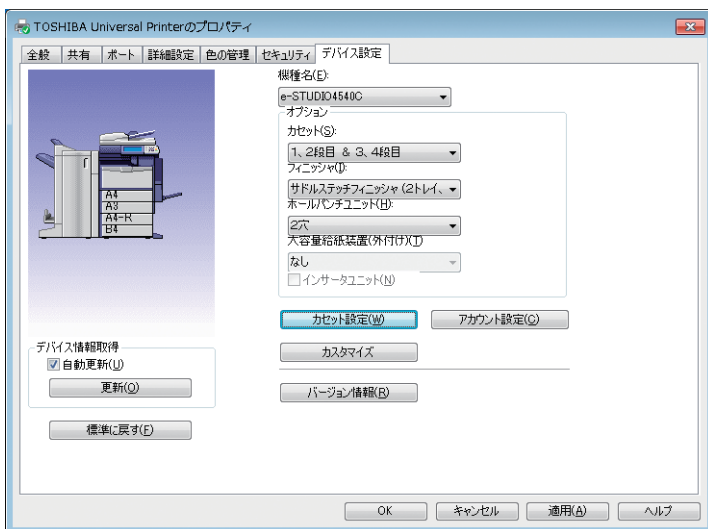 TOSHIBA Universal Printerのプロパティ
全般 共有 ポート 詳細設定 色の管理 セキュリティ デバイス設定
機種名(E):
e-STUDIO4540C
オプション
カセット(S):
1、2段目 & 3、4段目
フィニッシャ(I):
サドルステッチフィニッシャ(2トレイ、
ホールパンチユニット(H):
2穴
大容量給紙装置(外付け)(T)
なし
インサータユニット(N)
A4
A3
A4-R
B4
カセット設定(W) アカウント設定(C)
カスタマイズ
デバイス情報取得
自動更新(U)
更新(O)
バージョン情報(R)
標準に戻す(F)
OK キャンセル 適用(A) ヘルプ